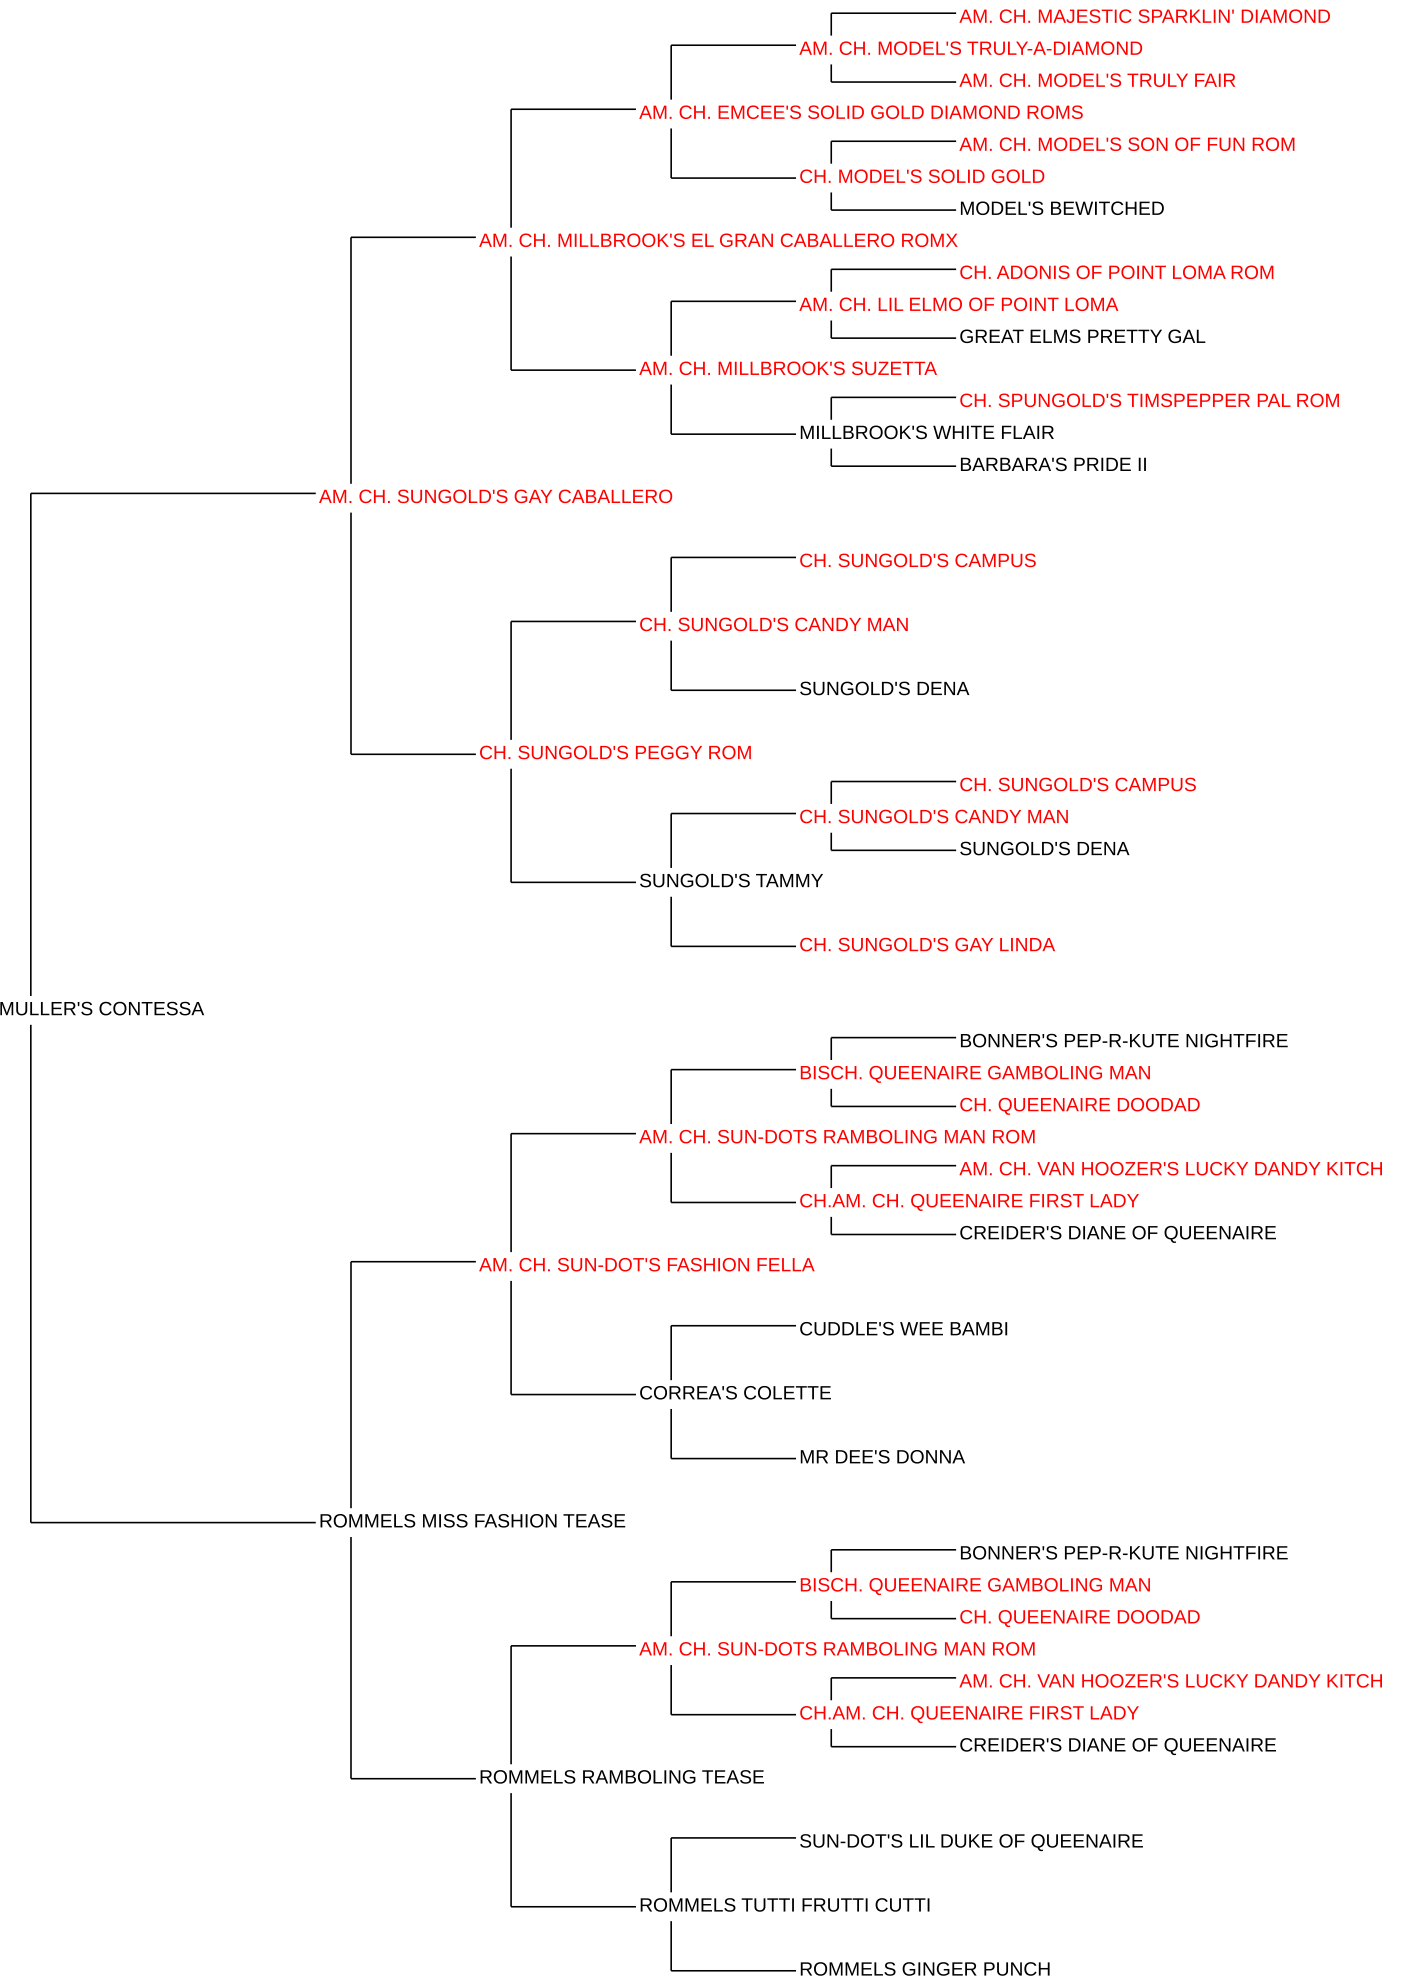 AM. CH. MAJESTIC SPARKLIN' DIAMOND
AM. CH. MODEL'S TRULY-A-DIAMOND
AM. CH. MODEL'S TRULY FAIR
AM. CH. EMCEE'S SOLID GOLD DIAMOND ROMS
AM. CH. MODEL'S SON OF FUN ROM
CH. MODEL'S SOLID GOLD
MODEL'S BEWITCHED
AM. CH. MILLBROOK'S EL GRAN CABALLERO ROMX
CH. ADONIS OF POINT LOMA ROM
AM. CH. LIL ELMO OF POINT LOMA
GREAT ELMS PRETTY GAL
AM. CH. MILLBROOK'S SUZETTA
CH. SPUNGOLD'S TIMSPEPPER PAL ROM
MILLBROOK'S WHITE FLAIR
BARBARA'S PRIDE II
AM. CH. SUNGOLD'S GAY CABALLERO
CH. SUNGOLD'S CAMPUS
CH. SUNGOLD'S CANDY MAN
SUNGOLD'S DENA
CH. SUNGOLD'S PEGGY ROM
CH. SUNGOLD'S CAMPUS
CH. SUNGOLD'S CANDY MAN
SUNGOLD'S DENA
SUNGOLD'S TAMMY
CH. SUNGOLD'S GAY LINDA
MULLER'S CONTESSA
BONNER'S PEP-R-KUTE NIGHTFIRE
BISCH. QUEENAIRE GAMBOLING MAN
CH. QUEENAIRE DOODAD
AM. CH. SUN-DOTS RAMBOLING MAN ROM
AM. CH. VAN HOOZER'S LUCKY DANDY KITCH
CH.AM. CH. QUEENAIRE FIRST LADY
CREIDER'S DIANE OF QUEENAIRE
AM. CH. SUN-DOT'S FASHION FELLA
CUDDLE'S WEE BAMBI
CORREA'S COLETTE
MR DEE'S DONNA
ROMMELS MISS FASHION TEASE
BONNER'S PEP-R-KUTE NIGHTFIRE
BISCH. QUEENAIRE GAMBOLING MAN
CH. QUEENAIRE DOODAD
AM. CH. SUN-DOTS RAMBOLING MAN ROM
AM. CH. VAN HOOZER'S LUCKY DANDY KITCH
CH.AM. CH. QUEENAIRE FIRST LADY
CREIDER'S DIANE OF QUEENAIRE
ROMMELS RAMBOLING TEASE
SUN-DOT'S LIL DUKE OF QUEENAIRE
ROMMELS TUTTI FRUTTI CUTTI
ROMMELS GINGER PUNCH